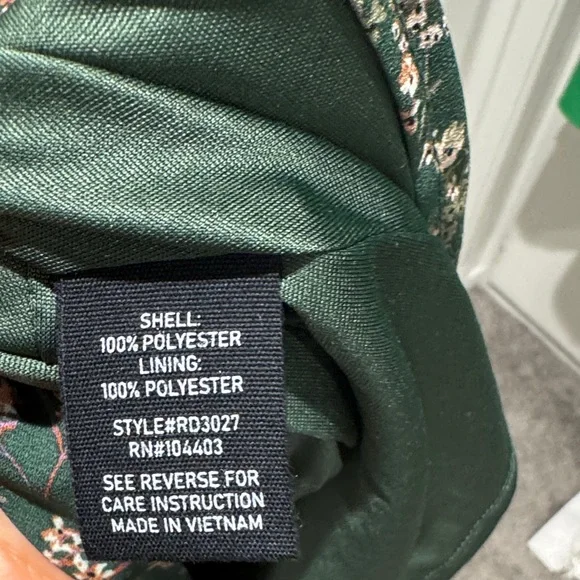 SHELL:
100% POLYESTER
LINING:
100% POLYESTER
STYLE#RD3027
RN#104403
SEE REVERSE FOR
CARE INSTRUCTION
MADE IN VIETNAM